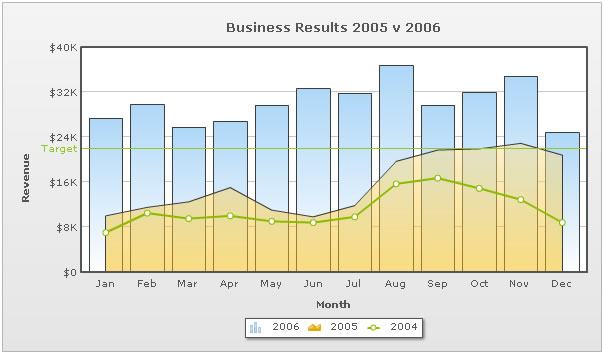 Business Results 2005 v 2006
$40K
$32K
$24K
Target
$16K
$8K
$0
Revenue
Jan Feb Mar Apr May Jun Jul Aug Sep Oct Nov Dec
Month
2006 2005 2004